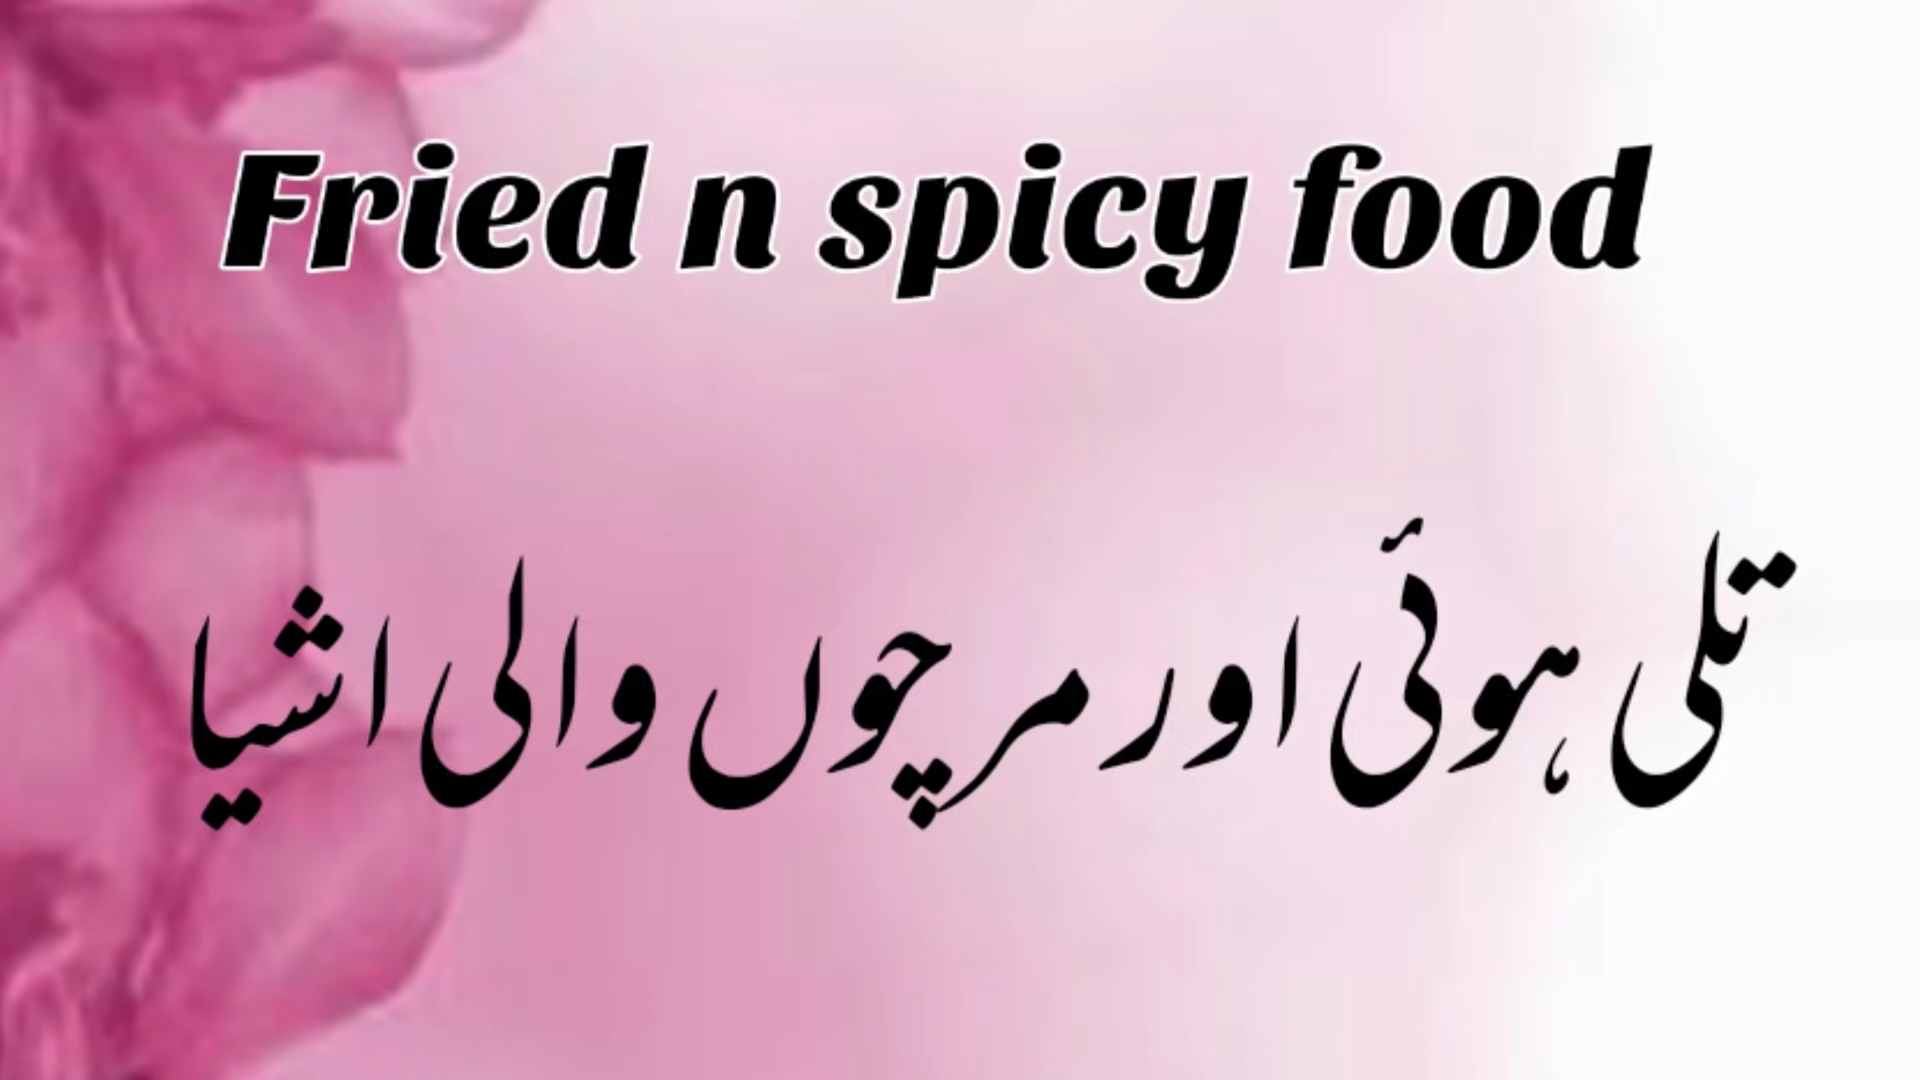 Fried n spicy food
تلی ہوئی اور مرچوں والی اشیا